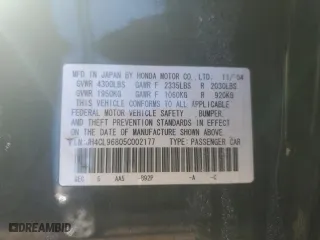 MFD. IN JAPAN BY HONDA MOTOR CO., LTD. 11/04
GVWR 4300LBS GAWR F 2335LBS R 2030LBS
GVWR 1950KG GAWR F 1060KG R 920KG
THIS VEHICLE CONFORMS TO ALL APPLICABLE
FEDERAL MOTOR VEHICLE SAFETY BUMPER,
AND THEFT PREVENTION STANDARDS IN EFFECT
ON THE DATE OF MANUFACTURE SHOWN ABOVE.
TYPE: PASSENGER CAR
-A -C
DREAMBID